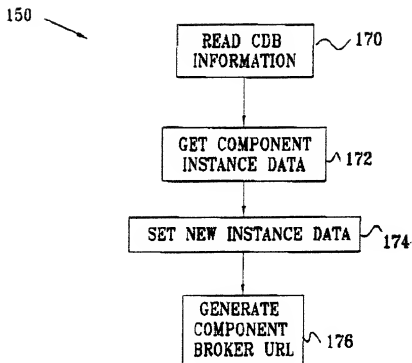 150
READ CDB
INFORMATION
170
GET COMPONENT
INSTANCE DATA
172
SET NEW INSTANCE DATA
174
GENERATE
COMPONENT
BROKER URL
176